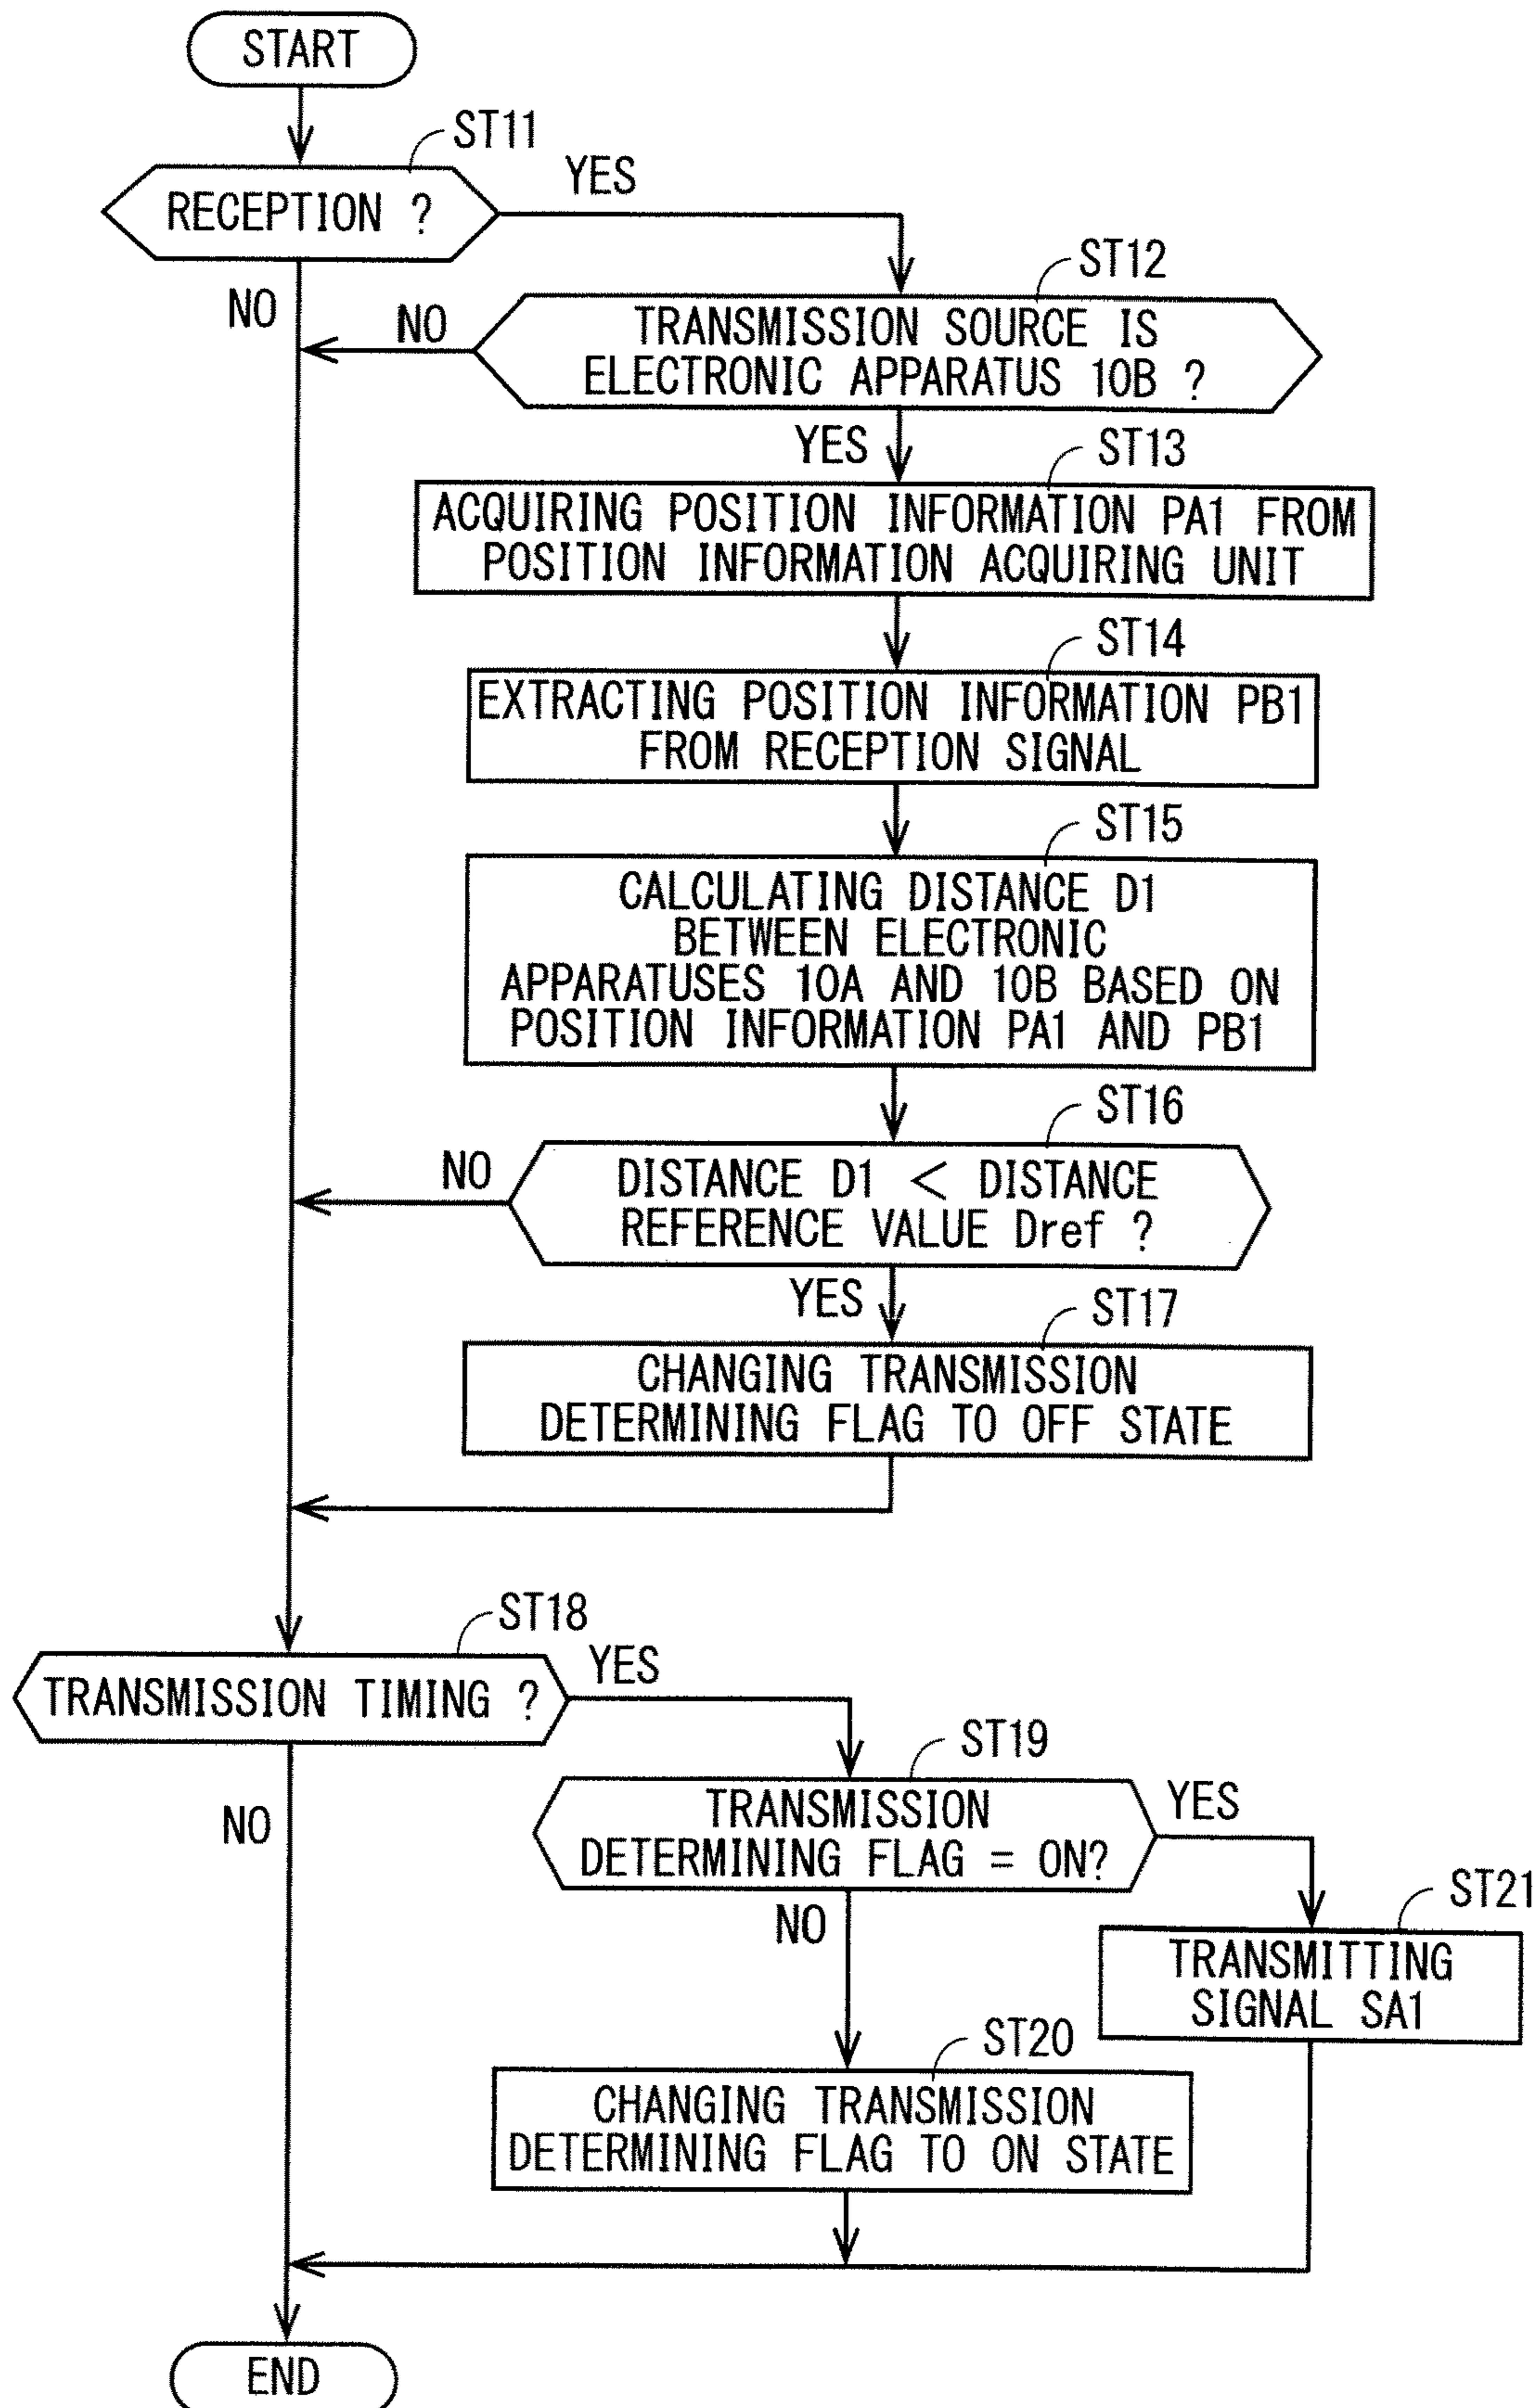 START
ST11
RECEPTION ?
YES
NO
ST12
TRANSMISSION SOURCE IS
ELECTRONIC APPARATUS 10B ?
NO
YES
ST13
ACQUIRING POSITION INFORMATION PA1 FROM
POSITION INFORMATION ACQUIRING UNIT
ST14
EXTRACTING POSITION INFORMATION PB1
FROM RECEPTION SIGNAL
ST15
CALCULATING DISTANCE D1
BETWEEN ELECTRONIC
APPARATUSES 10A AND 10B BASED ON
POSITION INFORMATION PA1 AND PB1
ST16
DISTANCE D1 < DISTANCE
REFERENCE VALUE Dref ?
NO
YES
ST17
CHANGING TRANSMISSION
DETERMINING FLAG TO OFF STATE
ST18
TRANSMISSION TIMING ?
YES
NO
ST19
TRANSMISSION
DETERMINING FLAG = ON?
YES
NO
ST21
TRANSMITTING
SIGNAL SA1
ST20
CHANGING TRANSMISSION
DETERMINING FLAG TO ON STATE
END